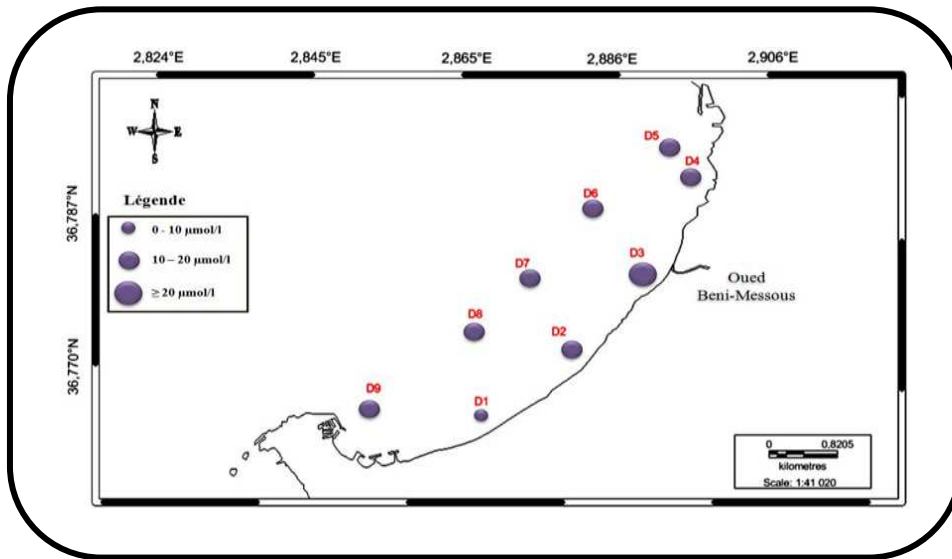 2,824°E 2,845°E 2,865°E 2,886°E 2,906°E
N
W E
S
D5
D4
D6
36,787°N
Légende
0 - 10 µmol/l
10 – 20 µmol/l
≥ 20 µmol/l
D3
D7
Oued
Beni-Messous
D8
D2
36,770°N
D9
D1
0 0,8205
kilometres
Scale: 1:41 020